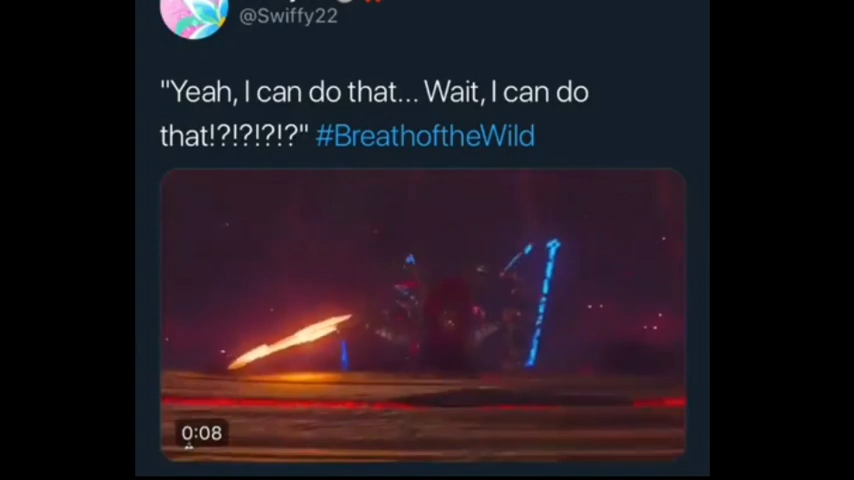 @Swiffy22
"Yeah, I can do that... Wait, I can do
that!?!?!?!?" #BreathoftheWild
0:08